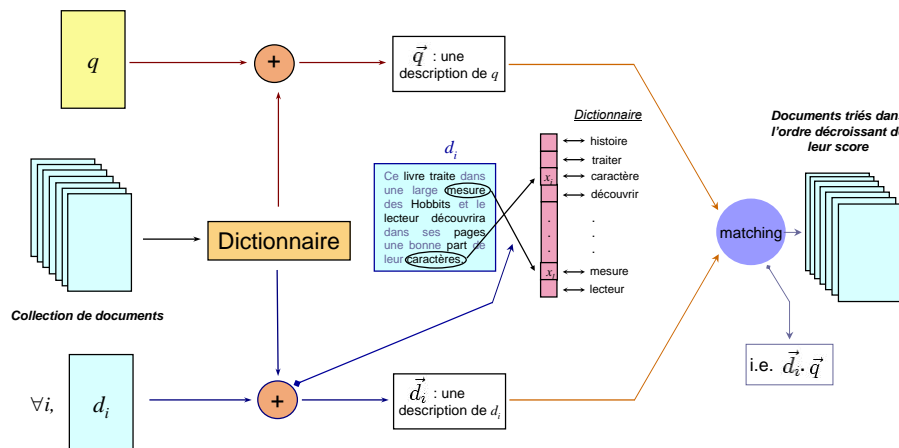 q
+
q⃗ : une
description de q
Documents triés dans
l'ordre décroissant de
leur score
Dictionnaire
histoire
traiter
caractère
découvrir
.
.
.
mesure
lecteur
x_i
.
.
.
x_j
d_i
Ce livre traite dans
une large mesure
des Hobbits et le
lecteur découvrira
dans ses pages
une bonne part de
leur caractères.
Dictionnaire
matching
Collection de documents
∀i,
d_i
+
d⃗_i : une
description de d_i
i.e. d⃗_i. q⃗